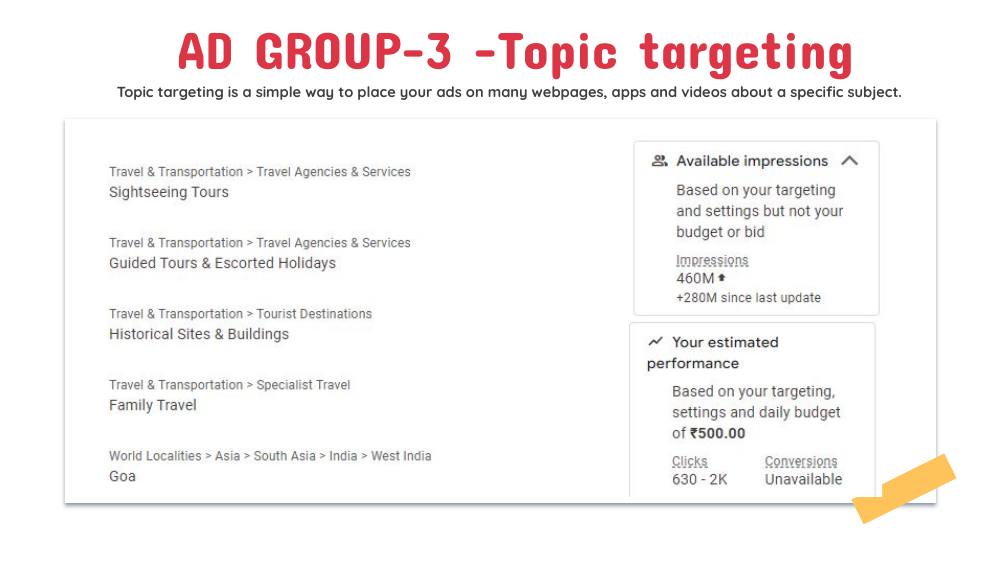 AD GROUP-3 -Topic targeting
Topic targeting is a simple way to place your ads on many webpages, apps and videos about a specific subject.
Travel & Transportation > Travel Agencies & Services
Sightseeing Tours
Travel & Transportation > Travel Agencies & Services
Guided Tours & Escorted Holidays
Travel & Transportation > Tourist Destinations
Historical Sites & Buildings
Travel & Transportation > Specialist Travel
Family Travel
World Localities > Asia > South Asia > India > West India
Goa
Available impressions
Based on your targeting
and settings but not your
budget or bid
Impressions
460M
+280M since last update
Your estimated
performance
Based on your targeting,
settings and daily budget
of ₹500.00
Clicks Conversions
630 - 2K Unavailable